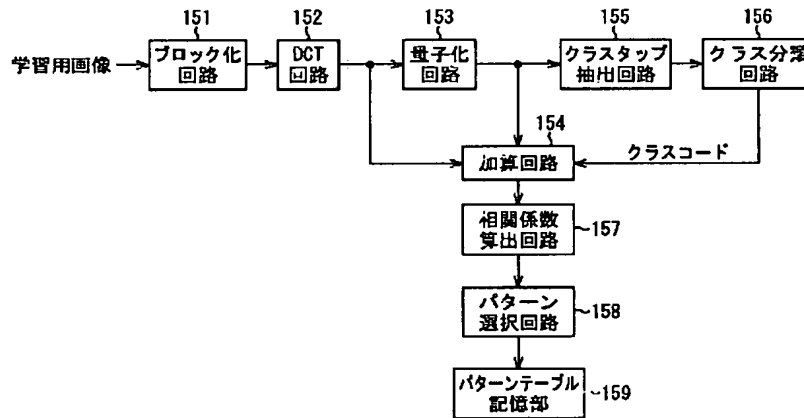 151
152
153
155
156
学習用画像
ブロック化
回路
DCT
回路
量子化
回路
クラスタップ
抽出回路
クラス分類
回路
154
加算回路
クラスコード
相関係数
算出回路
157
パターン
選択回路
158
パターンテーブル
記憶部
159